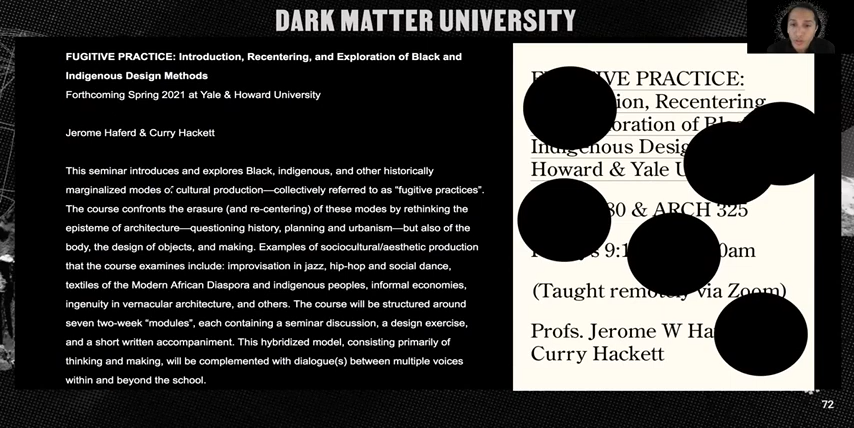 DARK MATTER UNIVERSITY
FUGITIVE PRACTICE: Introduction, Recentering, and Exploration of Black and
Indigenous Design Methods
Forthcoming Spring 2021 at Yale & Howard University
Jerome Haferd & Curry Hackett
This seminar introduces and explores Black, indigenous, and other historically
marginalized modes of cultural production—collectively referred to as “fugitive practices”.
The course confronts the erasure (and re-centering) of these modes by rethinking the
episteme of architecture—questioning history, planning and urbanism—but also of the
body, the design of objects, and making. Examples of sociocultural/aesthetic production
that the course examines include: improvisation in jazz, hip-hop and social dance,
textiles of the Modern African Diaspora and indigenous peoples, informal economies,
ingenuity in vernacular architecture, and others. The course will be structured around
seven two-week “modules”, each containing a seminar discussion, a design exercise,
and a short written accompaniment. This hybridized model, consisting primarily of
thinking and making, will be complemented with dialogue(s) between multiple voices
within and beyond the school.
PRACTICE:
Recentering
of
Indigenous
Howard & Yale
& ARCH 325
(Taught remotely via Zoom)
Profs. Jerome W
Curry Hackett
72